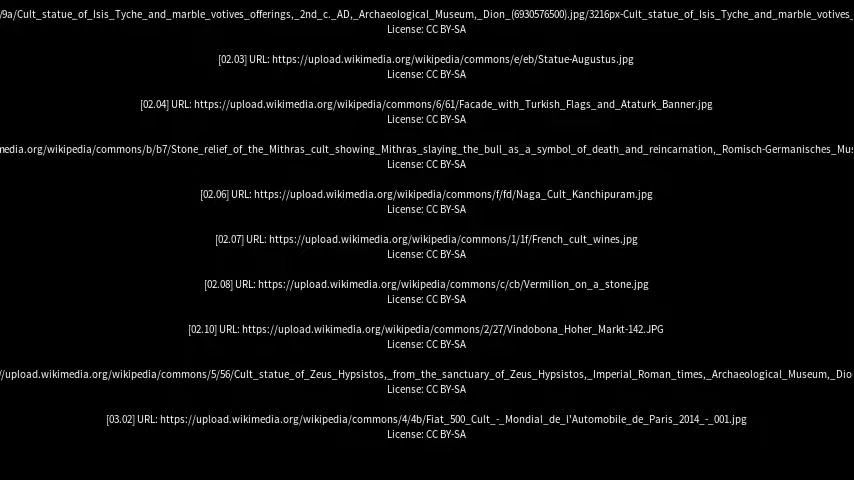 /9a/Cult_statue_of_Isis_Tyche_and_marble_votives_offerings,_2nd_c._AD,_Archaeological_Museum,_Dion_(6930576500).jpg/3216px-Cult_statue_of_Isis_Tyche_and_marble_votives_
License: CC BY-SA
[02.03] URL: https://upload.wikimedia.org/wikipedia/commons/e/eb/Statue-Augustus.jpg
License: CC BY-SA
[02.04] URL: https://upload.wikimedia.org/wikipedia/commons/6/61/Facade_with_Turkish_Flags_and_Ataturk_Banner.jpg
License: CC BY-SA
media.org/wikipedia/commons/b/b7/Stone_relief_of_the_Mithras_cult_showing_Mithras_slaying_the_bull_as_a_symbol_of_death_and_reincarnation,_Romisch-Germanisches_Mus
License: CC BY-SA
[02.06] URL: https://upload.wikimedia.org/wikipedia/commons/f/fd/Naga_Cult_Kanchipuram.jpg
License: CC BY-SA
[02.07] URL: https://upload.wikimedia.org/wikipedia/commons/1/1f/French_cult_wines.jpg
License: CC BY-SA
[02.08] URL: https://upload.wikimedia.org/wikipedia/commons/c/cb/Vermilion_on_a_stone.jpg
License: CC BY-SA
[02.10] URL: https://upload.wikimedia.org/wikipedia/commons/2/27/Vindobona_Hoher_Markt-142.JPG
License: CC BY-SA
//upload.wikimedia.org/wikipedia/commons/5/56/Cult_statue_of_Zeus_Hypsistos,_from_the_sanctuary_of_Zeus_Hypsistos,_Imperial_Roman_times,_Archaeological_Museum,_Dio
License: CC BY-SA
[03.02] URL: https://upload.wikimedia.org/wikipedia/commons/4/4b/Fiat_500_Cult_-_Mondial_de_l'Automobile_de_Paris_2014_-_001.jpg
License: CC BY-SA